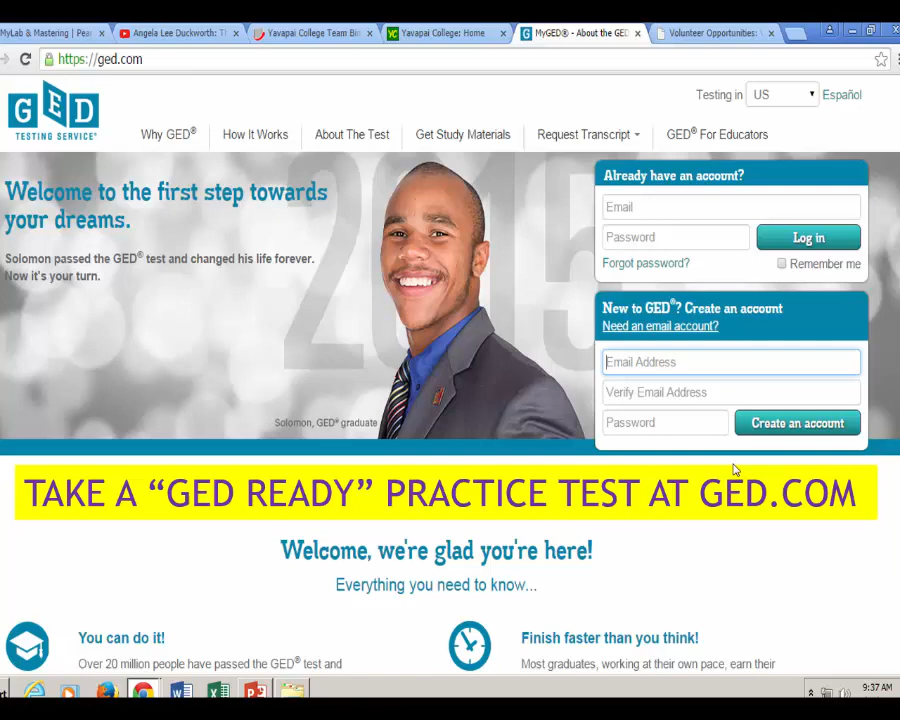 MyLab & Mastering | Pear
Angela Lee Duckworth: Th
Yavapai College Team Bi
Yavapai College: Home
MyGED® - About the GED
Volunteer Opportunities:
https://ged.com
GED
TESTING SERVICE®
Testing in US Español
Why GED®
How It Works
About The Test
Get Study Materials
Request Transcript
GED® For Educators
2015
Welcome to the first step towards
your dreams.
Solomon passed the GED® test and changed his life forever.
Now it's your turn.
Solomon, GED® graduate
Already have an account?
Email
Password
Log in
Forgot password?
Remember me
New to GED®? Create an account
Need an email account?
Email Address
Verify Email Address
Password
Create an account
TAKE A “GED READY” PRACTICE TEST AT GED.COM
Welcome, we're glad you're here!
Everything you need to know...
You can do it!
Over 20 million people have passed the GED® test and
Finish faster than you think!
Most graduates, working at their own pace, earn their
9:37 AM